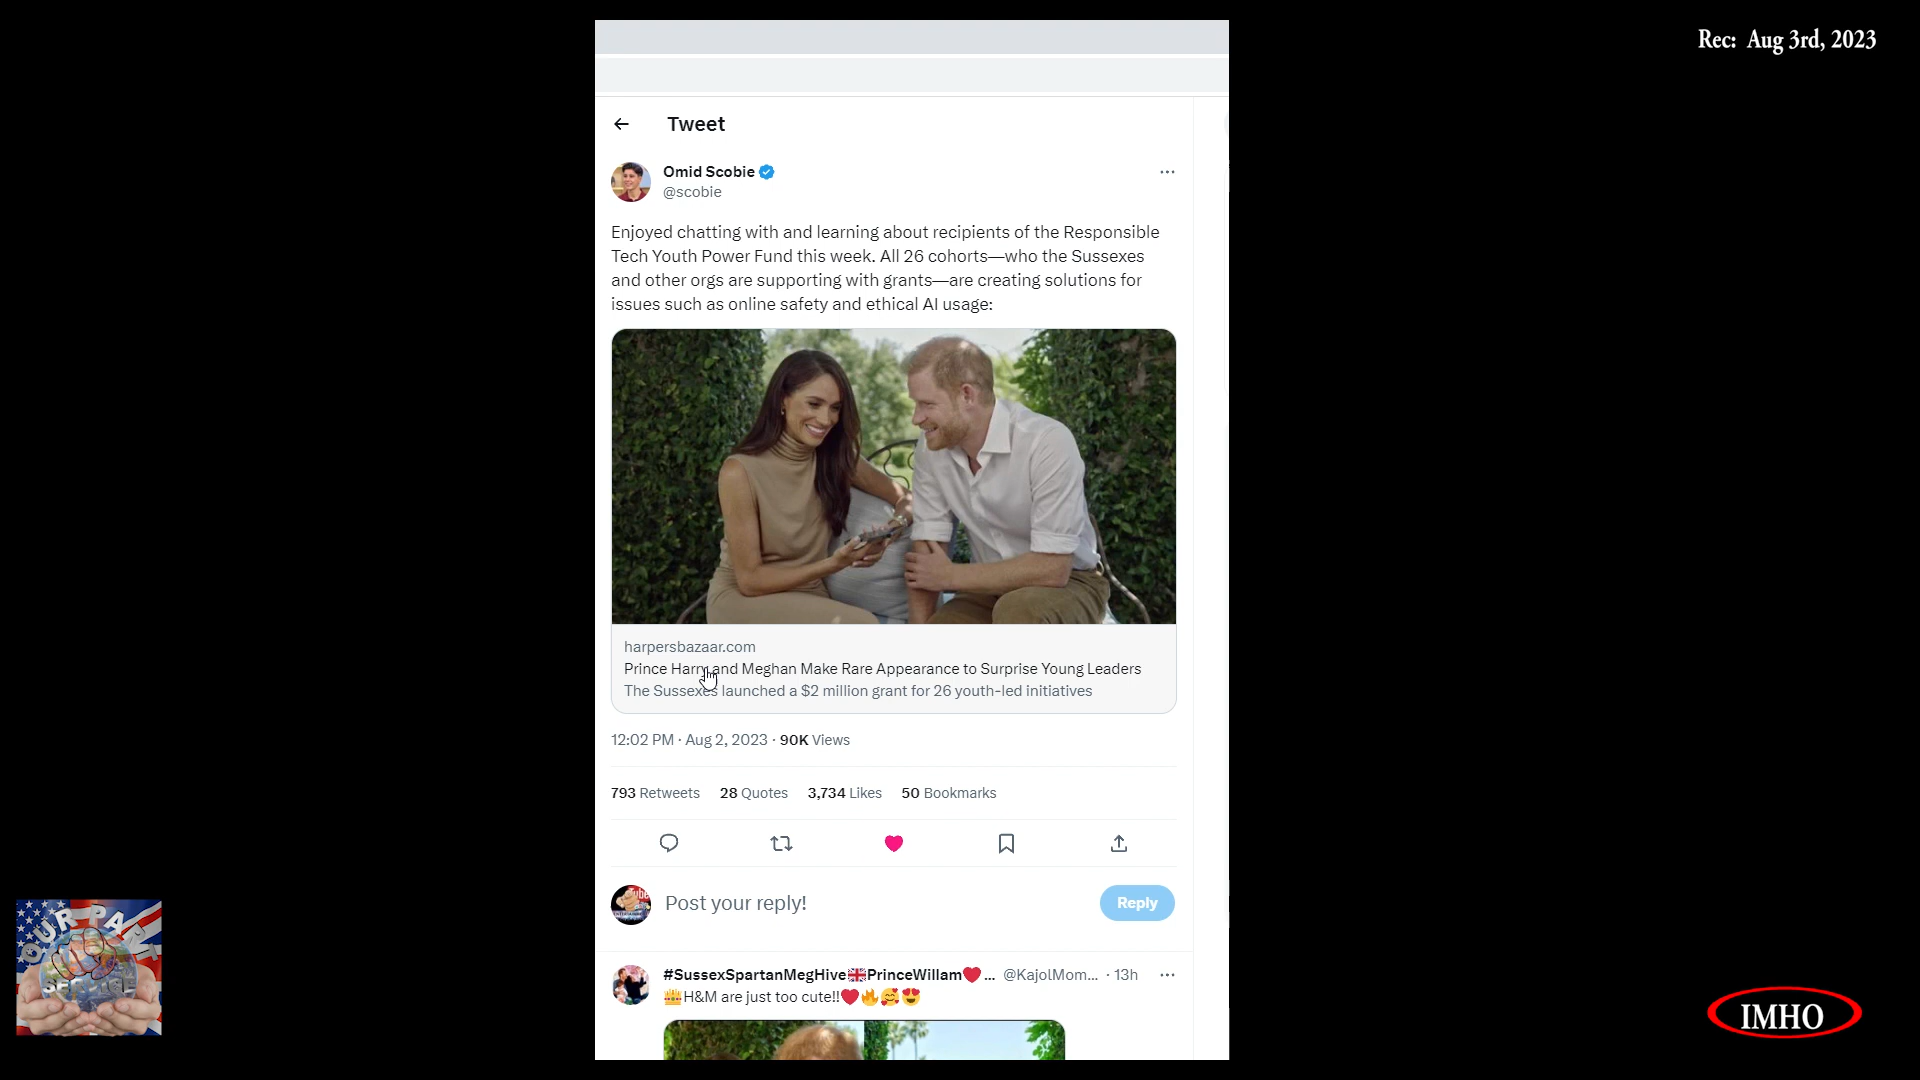 Rec: Aug 3rd, 2023
Tweet
Omid Scobie
@scobie
Enjoyed chatting with and learning about recipients of the Responsible
Tech Youth Power Fund this week. All 26 cohorts—who the Sussexes
and other orgs are supporting with grants—are creating solutions for
issues such as online safety and ethical AI usage:
harpersbazaar.com
Prince Harry and Meghan Make Rare Appearance to Surprise Young Leaders
The Sussexes launched a $2 million grant for 26 youth-led initiatives
12:02 PM · Aug 2, 2023 · 90K Views
793 Retweets 28 Quotes 3,734 Likes 50 Bookmarks
Post your reply!
Reply
#SussexSpartanMegHive🇬🇧PrinceWillam❤️ ... @KajolMom... · 13h
👑H&M are just too cute!!❤️🔥🥰😍
OUR PART
SERVICE
IMHO